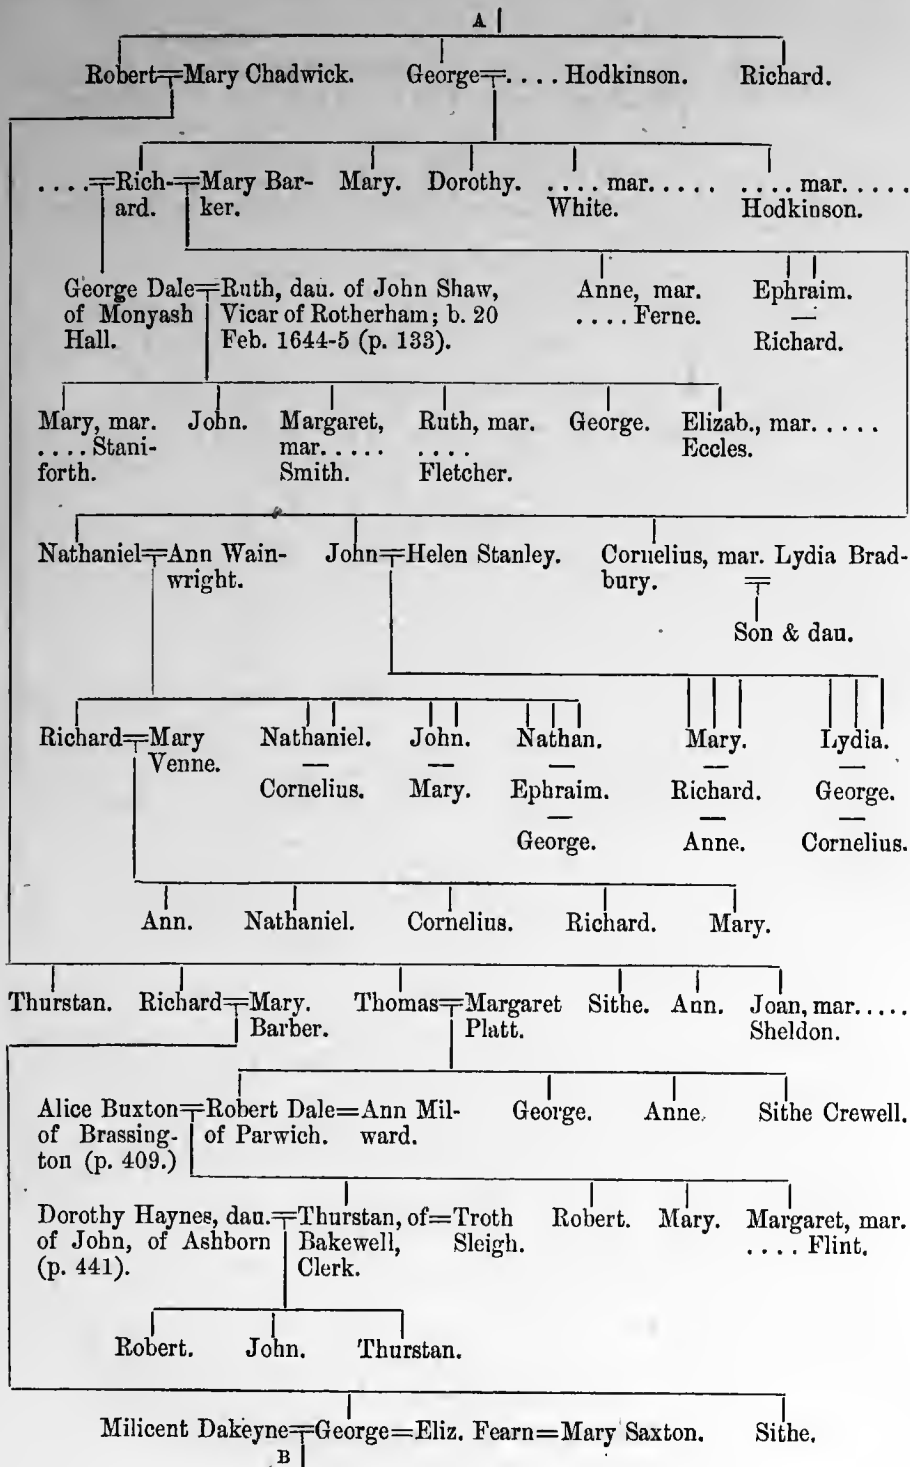 A
Robert=Mary Chadwick. George=.... Hodkinson. Richard.
....=Rich-=Mary Bar- Mary. Dorothy. .... mar..... .... mar.....
ard. ker. White. Hodkinson.
George Dale=Ruth, dau. of John Shaw, Anne, mar. Ephraim.
of Monyash Vicar of Rotherham; b. 20 .... Ferne. —
Hall. Feb. 1644-5 (p. 133). Richard.
Mary, mar. John. Margaret, Ruth, mar. George. Elizab., mar.....
....Stani- mar..... .... Eccles.
forth. Smith. Fletcher.
Nathaniel=Ann Wain- John=Helen Stanley. Cornelius, mar. Lydia Brad-
wright. bury. =
Son & dau.
Richard=Mary Nathaniel. John. Nathan. Mary. Lydia.
Venne. — — — — —
Cornelius. Mary. Ephraim. Richard. George.
— — —
George. Anne. Cornelius.
Ann. Nathaniel. Cornelius. Richard. Mary.
Thurstan. Richard=Mary. Thomas=Margaret Sithe. Ann. Joan, mar.....
Barber. Platt. Sheldon.
Alice Buxton=Robert Dale=Ann Mil- George. Anne. Sithe Crewell.
of Brassing- of Parwich. ward.
ton (p. 409.)
Dorothy Haynes, dau.=Thurstan, of=Troth Robert. Mary. Margaret, mar.
of John, of Ashborn Bakewell, Sleigh. .... Flint.
(p. 441). Clerk.
Robert. John. Thurstan.
Milicent Dakeyne=George=Eliz. Fearn=Mary Saxton. Sithe.
B